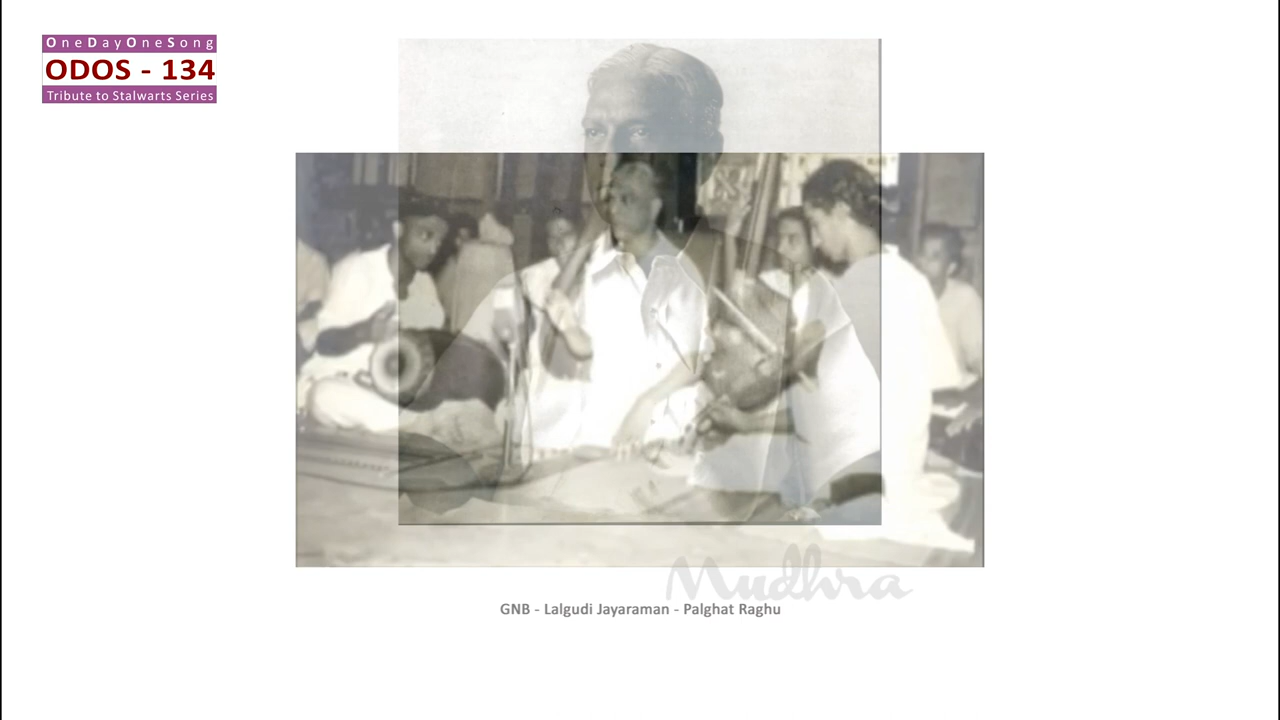 OneDayOneSong
ODOS - 134
Tribute to Stalwarts Series
Mudhra
GNB - Lalgudi Jayaraman - Palghat Raghu